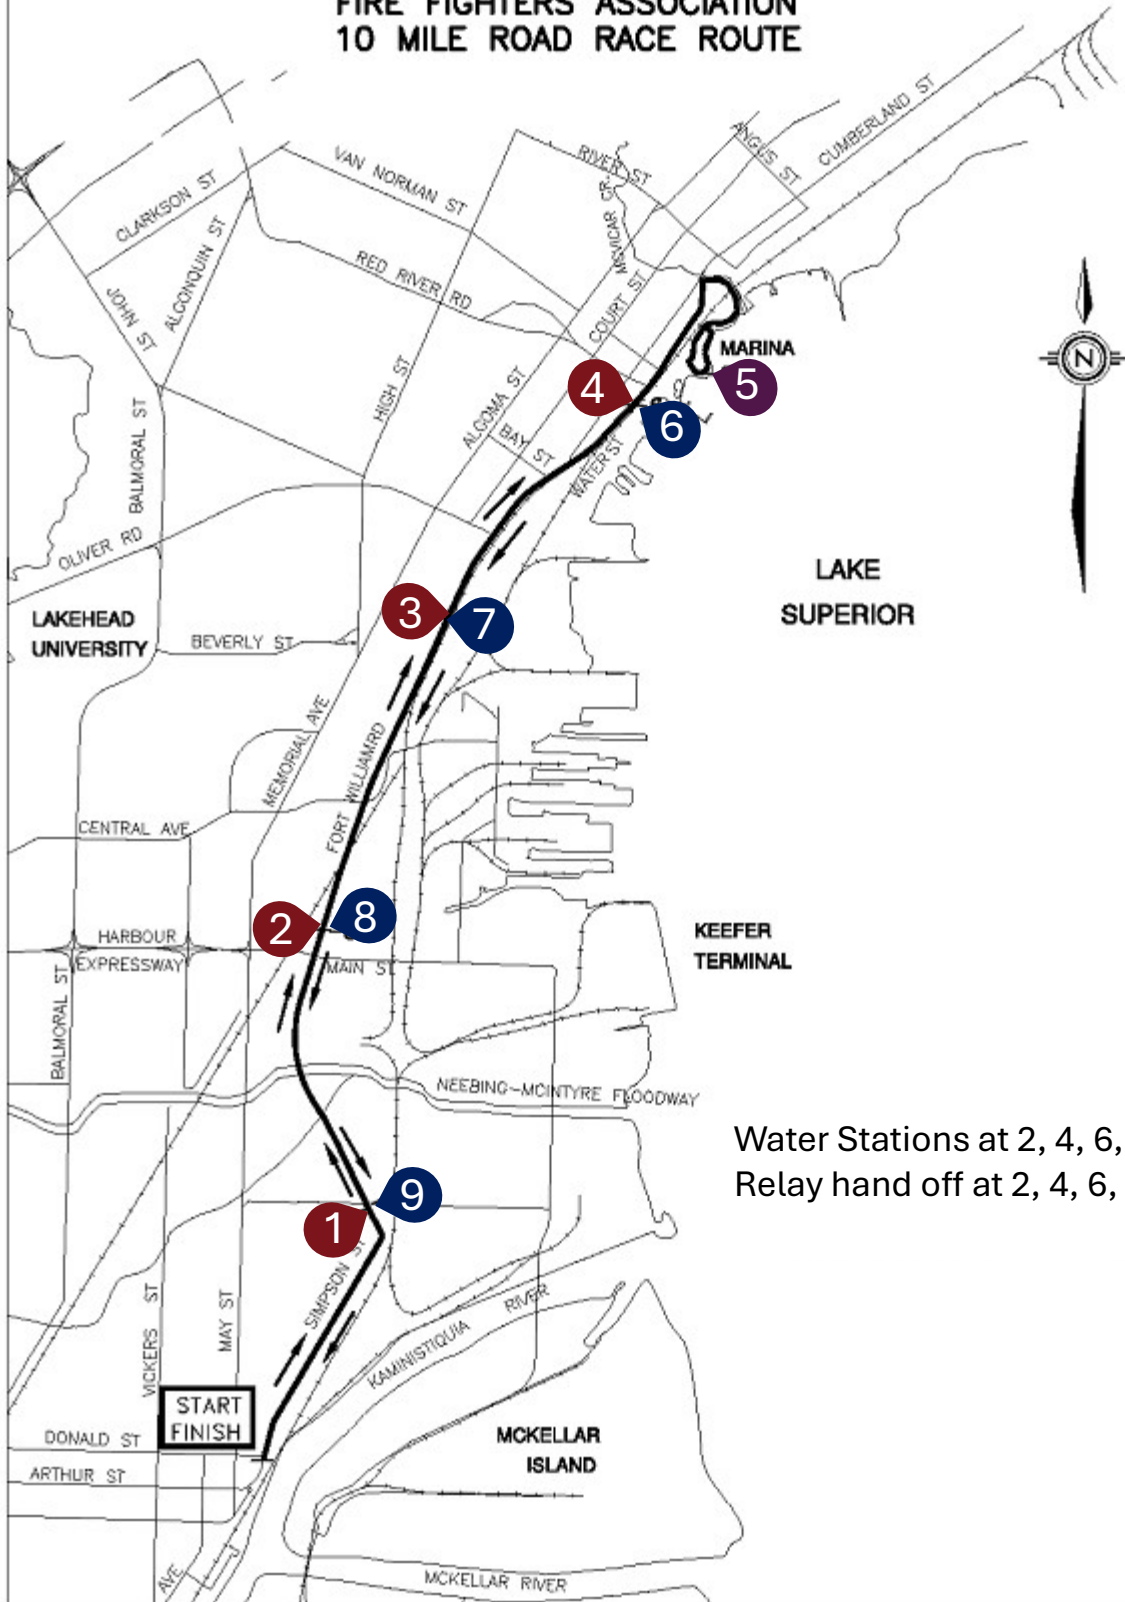 FIRE FIGHTERS ASSOCIATION
10 MILE ROAD RACE ROUTE
CUMBERLAND ST
ANGUS ST
RIVER ST
VAN NORMAN ST
MCVICAR CR.
CLARKSON ST
ALGONQUIN ST
RED RIVER RD
JOHN ST
COURT ST
MARINA
N
HIGH ST
ALGOMA ST
4
5
6
BAY ST
WATER ST
BALMORAL ST
OLIVER RD
LAKE
SUPERIOR
LAKEHEAD
UNIVERSITY
3
7
BEVERLY ST
MEMORIAL AVE
FORT WILLIAM RD
CENTRAL AVE
2
8
HARBOUR
EXPRESSWAY
MAIN ST
KEEFER
TERMINAL
BALMORAL ST
NEEBING-MCINTYRE FLOODWAY
Water Stations at 2, 4, 6,
Relay hand off at 2, 4, 6,
9
1
SIMPSON ST
VICKERS ST
MAY ST
KAMINISTIQUIA RIVER
START
FINISH
DONALD ST
ARTHUR ST
MCKELLAR
ISLAND
AVE
MCKELLAR RIVER